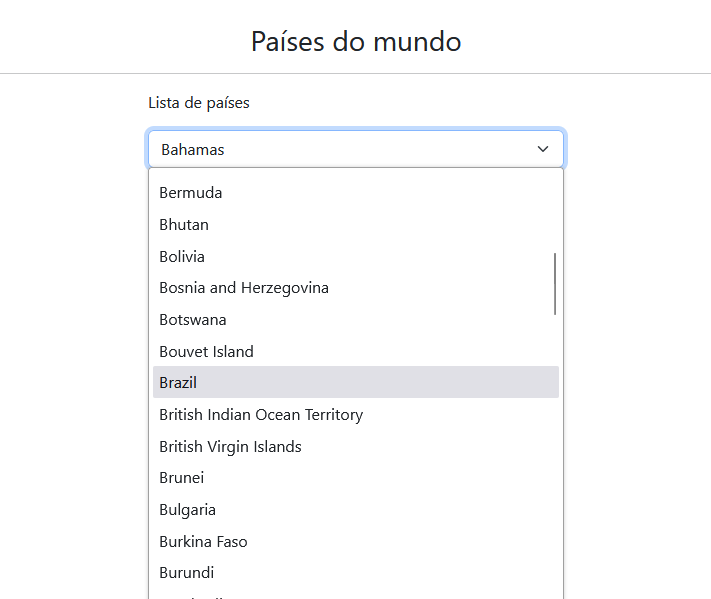 Países do mundo
Lista de países
Bahamas
Bermuda
Bhutan
Bolivia
Bosnia and Herzegovina
Botswana
Bouvet Island
Brazil
British Indian Ocean Territory
British Virgin Islands
Brunei
Bulgaria
Burkina Faso
Burundi